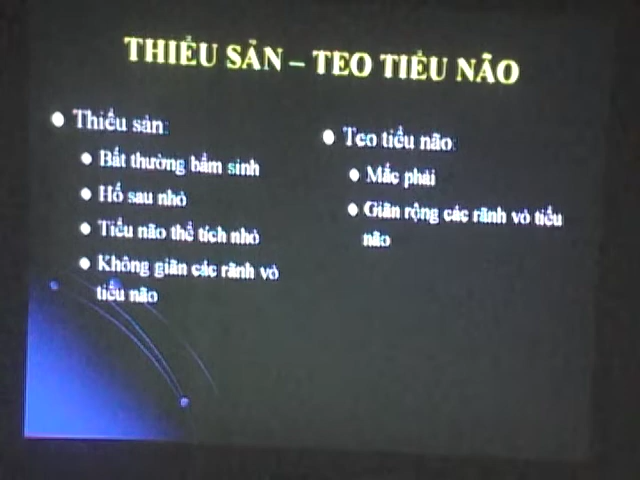 THIỂU SẢN – TEO TIỂU NÃO
Thiểu sản:
Bất thường bẩm sinh
Hố sau nhỏ
Tiểu não thể tích nhỏ
Không giãn các rãnh vỏ
tiểu não
Teo tiểu não:
Mắc phải
Giãn rộng các rãnh vỏ tiểu
não